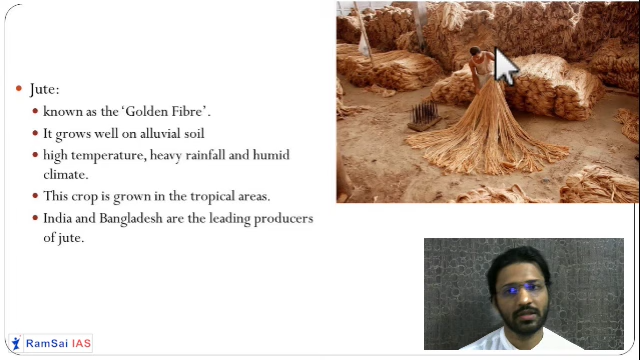 Jute:
known as the ‘Golden Fibre’.
It grows well on alluvial soil
high temperature, heavy rainfall and humid
climate.
This crop is grown in the tropical areas.
India and Bangladesh are the leading producers
of jute.
RamSai IAS